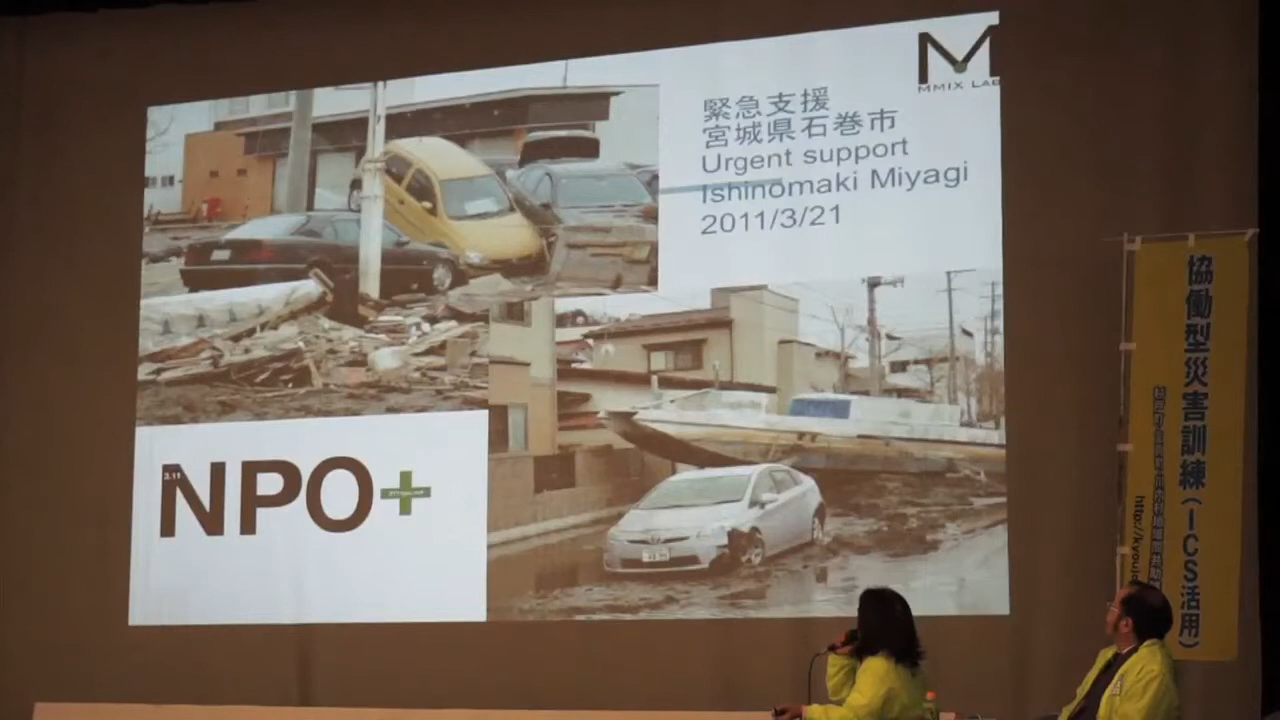 M
MMIX LAB
緊急支援
宮城県石巻市
Urgent support
Ishinomaki Miyagi
2011/3/21
3.11
NPO+
協働型災害訓練(ICS活用)